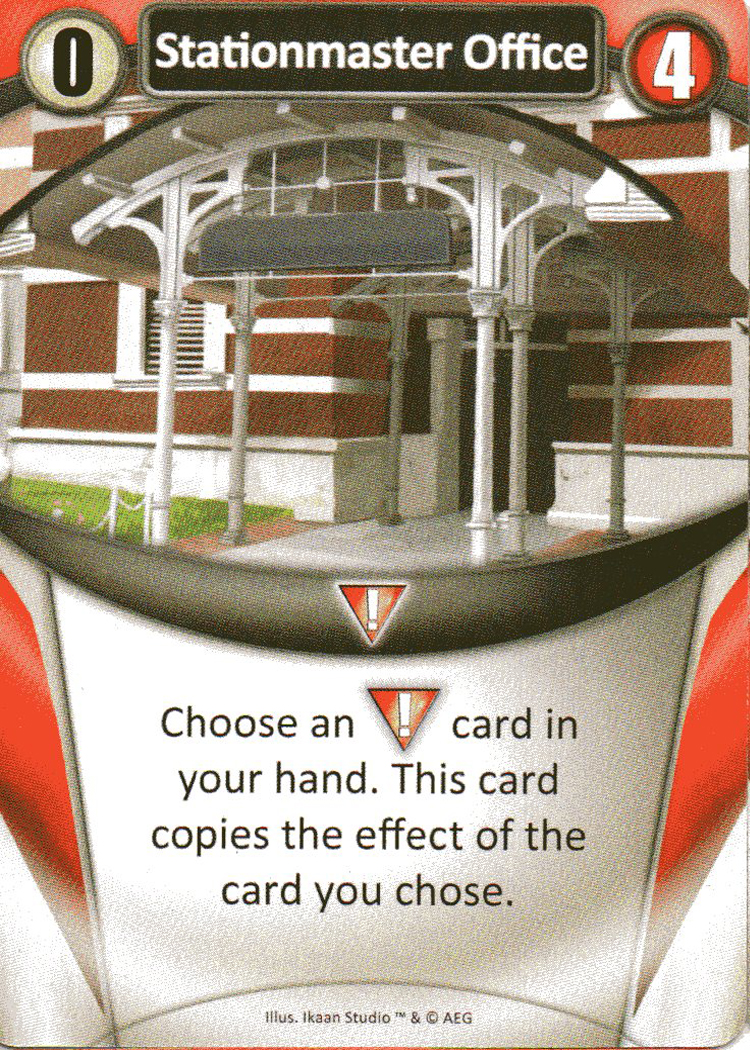 0
Stationmaster Office
4
!
Choose an ! card in
your hand. This card
copies the effect of the
card you chose.
Illus. Ikaan Studio ™ & © AEG